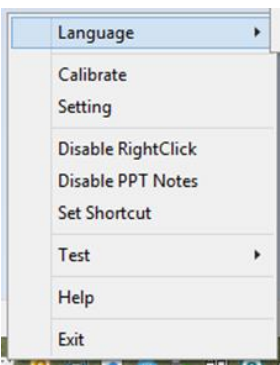 Language
Calibrate
Setting
Disable RightClick
Disable PPT Notes
Set Shortcut
Test
Help
Exit